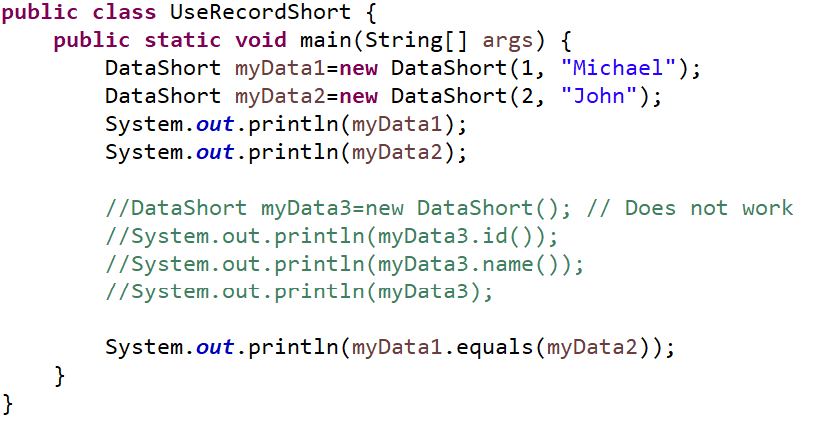 public class UseRecordShort {
    public static void main(String[] args) {
        DataShort myData1=new DataShort(1, "Michael");
        DataShort myData2=new DataShort(2, "John");
        System.out.println(myData1);
        System.out.println(myData2);

        //DataShort myData3=new DataShort(); // Does not work
        //System.out.println(myData3.id());
        //System.out.println(myData3.name());
        //System.out.println(myData3);

        System.out.println(myData1.equals(myData2));
    }
}